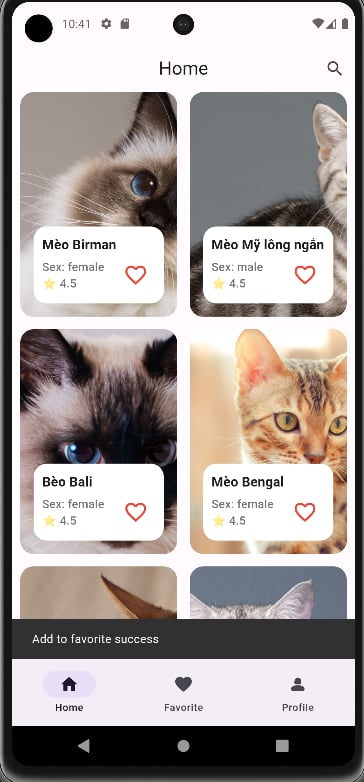 10:41
Home
Mèo Birman
Sex: female
⭐ 4.5
Mèo Mỹ lông ngắn
Sex: male
⭐ 4.5
Bèo Bali
Sex: female
⭐ 4.5
Mèo Bengal
Sex: female
⭐ 4.5
Add to favorite success
Home
Favorite
Profile